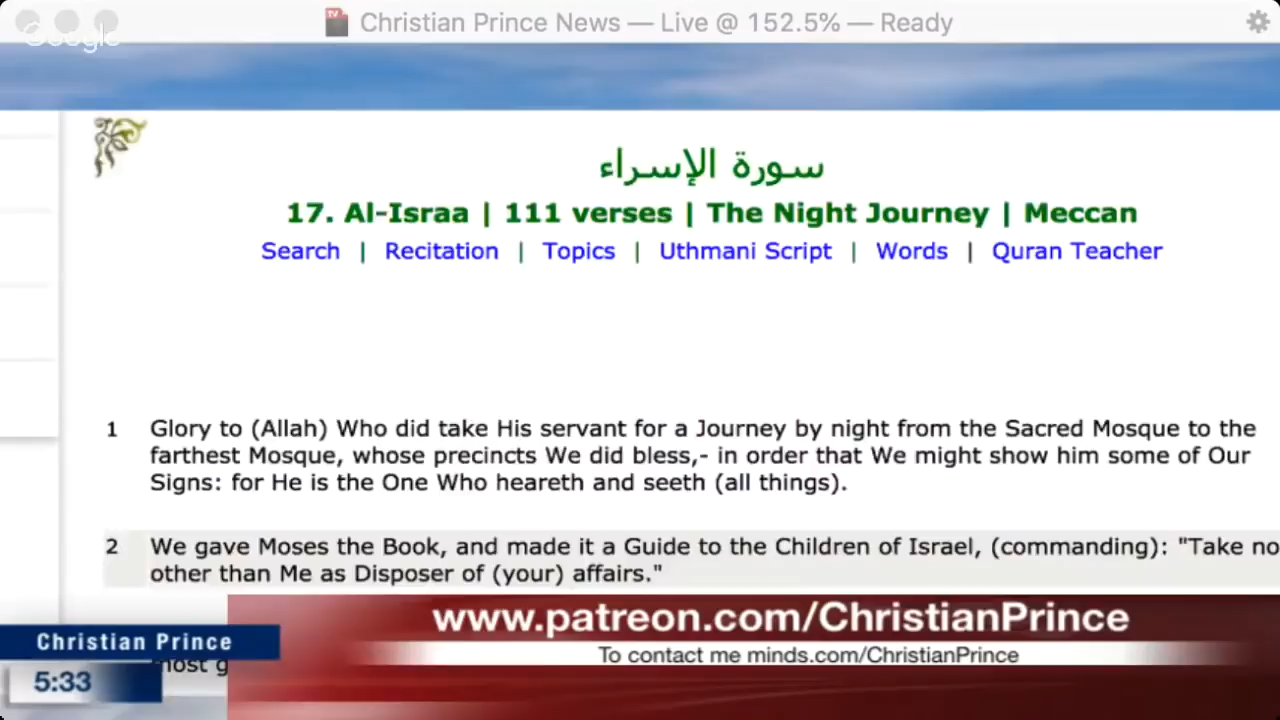 Christian Prince News — Live @ 152.5% — Ready
Google
سورة الإسراء
17. Al-Israa | 111 verses | The Night Journey | Meccan
Search | Recitation | Topics | Uthmani Script | Words | Quran Teacher
1 Glory to (Allah) Who did take His servant for a Journey by night from the Sacred Mosque to the
farthest Mosque, whose precincts We did bless,- in order that We might show him some of Our
Signs: for He is the One Who heareth and seeth (all things).
2 We gave Moses the Book, and made it a Guide to the Children of Israel, (commanding): "Take no
other than Me as Disposer of (your) affairs."
www.patreon.com/ChristianPrince
Christian Prince
To contact me minds.com/ChristianPrince
most g
5:33